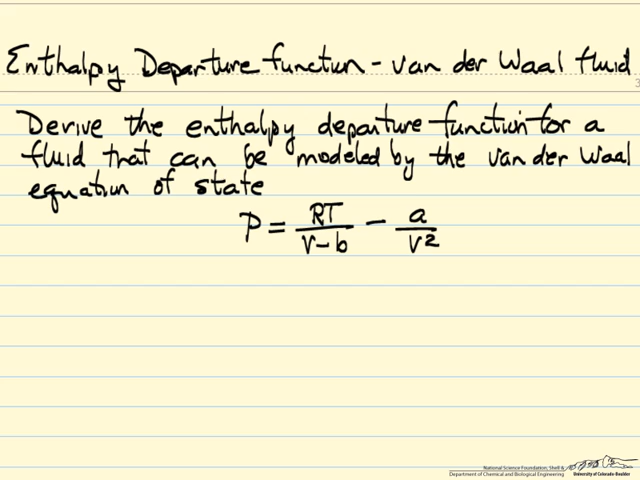 Enthalpy Departure function - van der Waal fluid
3
Derive the enthalpy departure function for a
fluid that can be modeled by the van der Waal
equation of state
P = RT / V-b - a / V²
National Science Foundation, Shell &
Department of Chemical and Biological Engineering
University of Colorado-Boulder